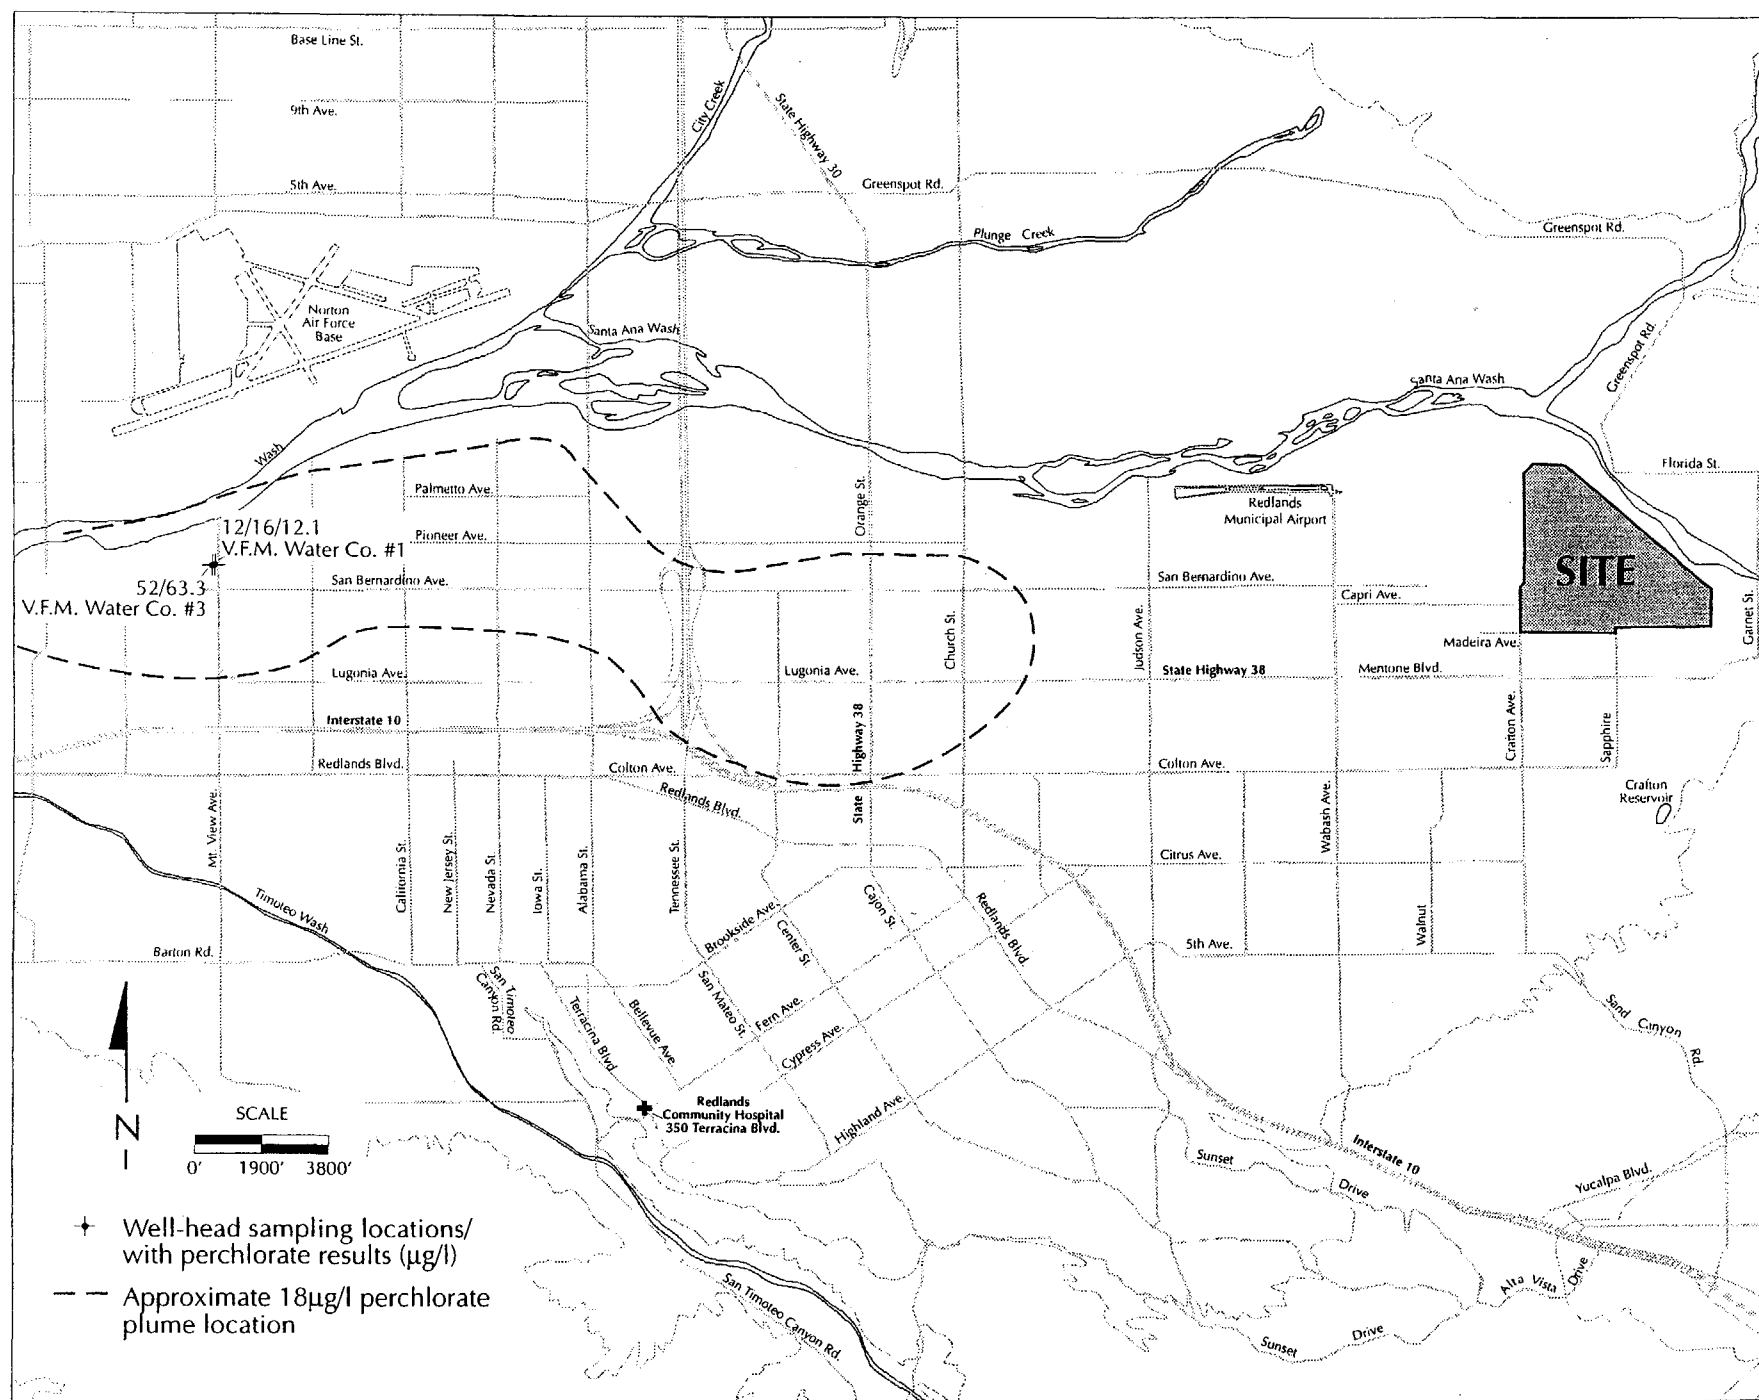 Base Line St.
9th Ave.
5th Ave.
City Creek
State Highway 30
Greenspot Rd.
Plunge Creek
Greenspot Rd.
Norton
Air Force
Base
Santa Ana Wash
Greenspot Rd.
Santa Ana Wash
Wash
Florida St.
Palmetto Ave.
Orange St.
Redlands
Municipal Airport
12/16/12.1
V.F.M. Water Co. #1
Pioneer Ave.
52/63.3
V.F.M. Water Co. #3
San Bernardino Ave.
San Bernardino Ave.
SITE
Capri Ave.
Church St.
Judson Ave.
Garnet St.
Madeira Ave.
Lugonia Ave.
Lugonia Ave.
State Highway 38
Mentone Blvd.
Interstate 10
State Highway 38
Crafton Ave.
Sapphire
Redlands Blvd.
Colton Ave.
Colton Ave.
Redlands Blvd.
Crafton
Reservoir
Mt. View Ave.
California St.
New Jersey St.
Nevada St.
Iowa St.
Alabama St.
Tennessee St.
Wabash Ave.
Citrus Ave.
Timoteo Wash
Brookside Ave.
Center St.
Cajon St.
Redlands Blvd.
Walnut
Barton Rd.
5th Ave.
San Timoteo
Canyon Rd.
Terracina Blvd
Bellevue Ave
San Mateo St.
Fern Ave.
Cypress Ave.
Sand Canyon Rd.
N
SCALE
0' 1900' 3800'
Redlands
Community Hospital
350 Terracina Blvd.
Highland Ave.
Interstate 10
Sunset Drive
Yucalpa Blvd.
Well-head sampling locations/
with perchlorate results (µg/l)
Approximate 18µg/l perchlorate
plume location
San Timoteo Canyon Rd.
Alta Vista Drive
Sunset Drive